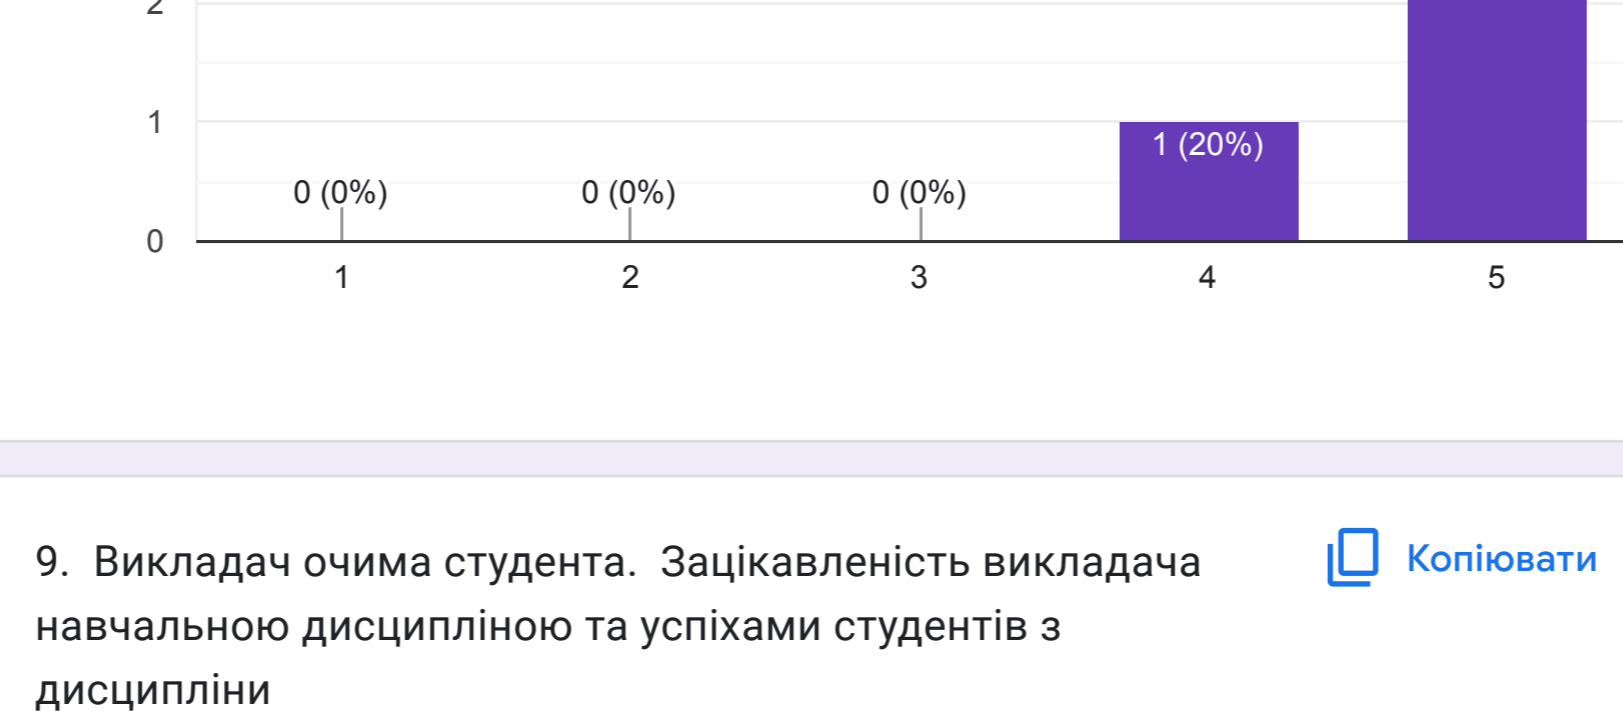 2
1
1 (20%)
0 (0%) 0 (0%) 0 (0%)
0
1 2 3 4 5
9. Викладач очима студента. Зацікавленість викладача
навчальною дисципліною та успіхами студентів з
дисципліни
Копіювати